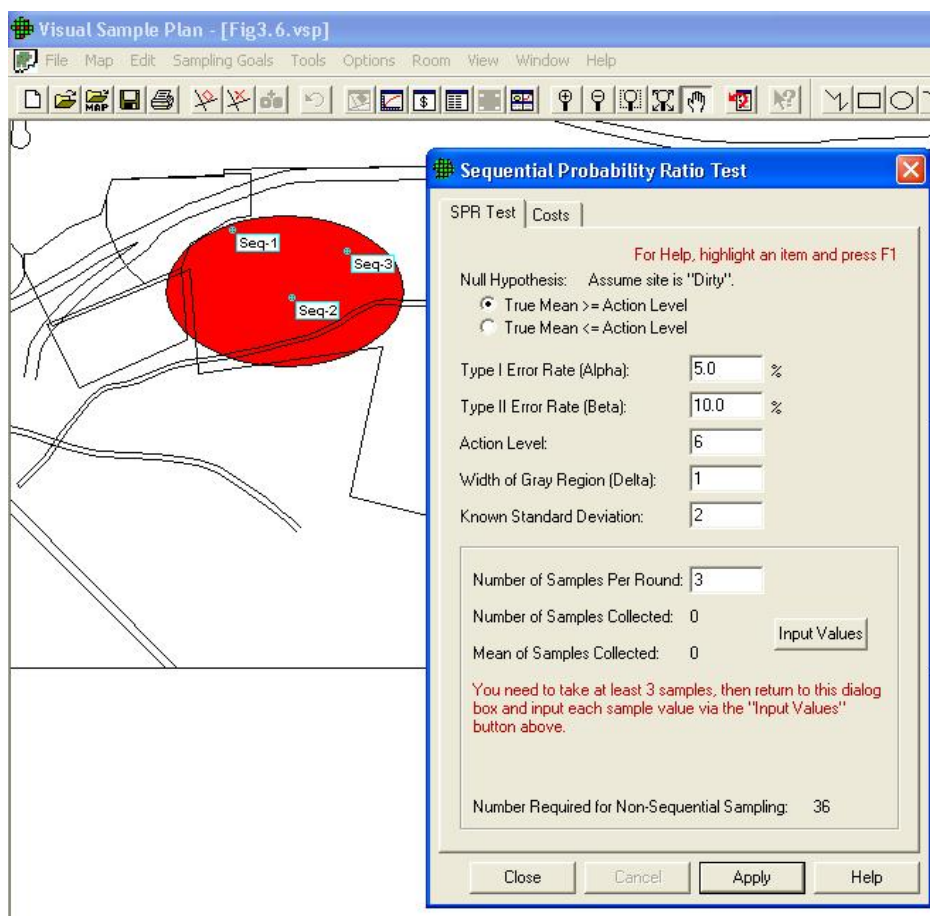 Visual Sample Plan - [Fig3.6.vsp]
File Map Edit Sampling Goals Tools Options Room View Window Help
MAP
$
Seq-1
Seq-3
Seq-2
Sequential Probability Ratio Test
SPR Test Costs
For Help, highlight an item and press F1
Null Hypothesis: Assume site is "Dirty".
True Mean >= Action Level
True Mean <= Action Level
Type I Error Rate (Alpha): 5.0 %
Type II Error Rate (Beta): 10.0 %
Action Level: 6
Width of Gray Region (Delta): 1
Known Standard Deviation: 2
Number of Samples Per Round: 3
Number of Samples Collected: 0
Input Values
Mean of Samples Collected: 0
You need to take at least 3 samples, then return to this dialog
box and input each sample value via the "Input Values"
button above.
Number Required for Non-Sequential Sampling: 36
Close Cancel Apply Help